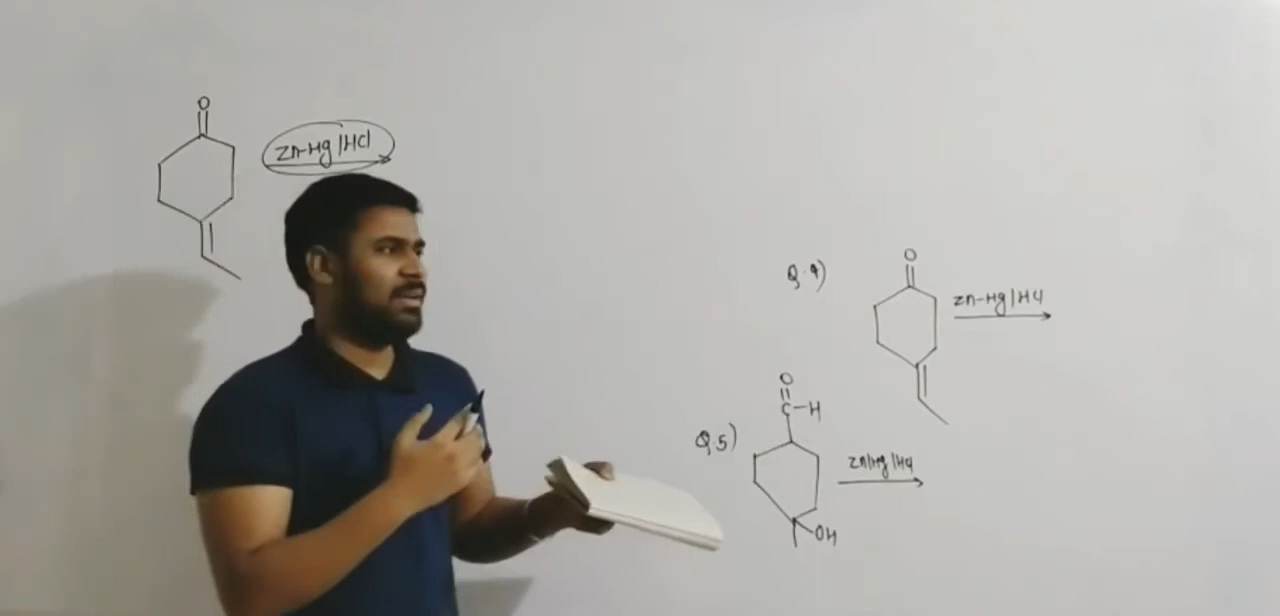 O
Zn-Hg|HCl
Q.4)
O
Zn-Hg|HCl
O
C-H
Q.5)
Zn|Hg|HCl
OH